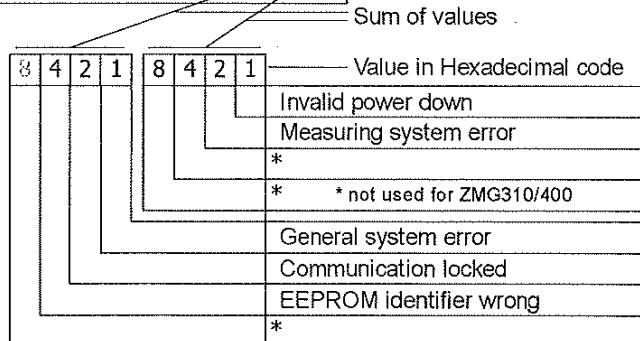 Sum of values
8 4 2 1 8 4 2 1 Value in Hexadecimal code
Invalid power down
Measuring system error
*
* * not used for ZMG310/400
General system error
Communication locked
EEPROM identifier wrong
*